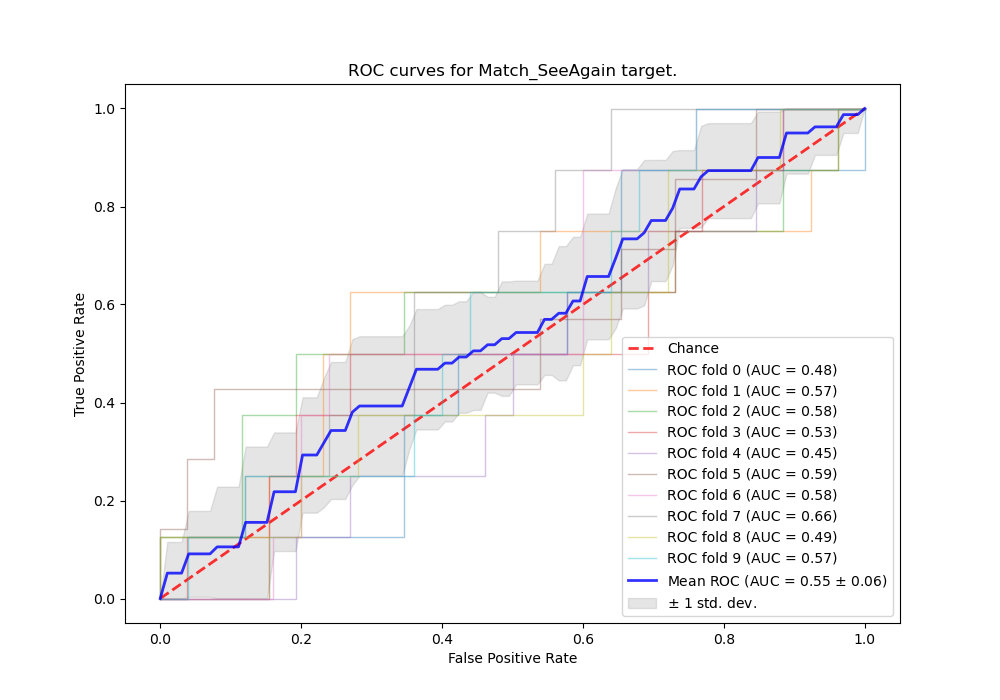 ROC curves for Match_SeeAgain target.
1.0
0.8
0.6
0.4
0.2
0.0
True Positive Rate
0.0 0.2 0.4 0.6 0.8 1.0
False Positive Rate
Chance
ROC fold 0 (AUC = 0.48)
ROC fold 1 (AUC = 0.57)
ROC fold 2 (AUC = 0.58)
ROC fold 3 (AUC = 0.53)
ROC fold 4 (AUC = 0.45)
ROC fold 5 (AUC = 0.59)
ROC fold 6 (AUC = 0.58)
ROC fold 7 (AUC = 0.66)
ROC fold 8 (AUC = 0.49)
ROC fold 9 (AUC = 0.57)
Mean ROC (AUC = 0.55 ± 0.06)
± 1 std. dev.